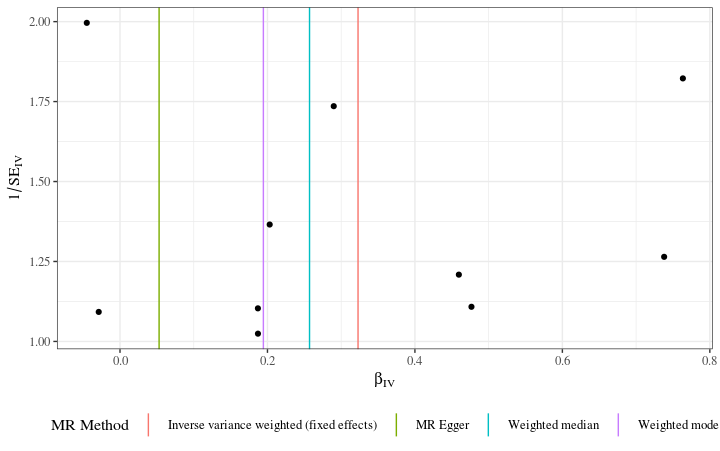 2.00
1.75
1.50
1.25
1.00
1/SE_IV
0.0 0.2 0.4 0.6 0.8
β_IV
MR Method Inverse variance weighted (fixed effects) MR Egger Weighted median Weighted mode